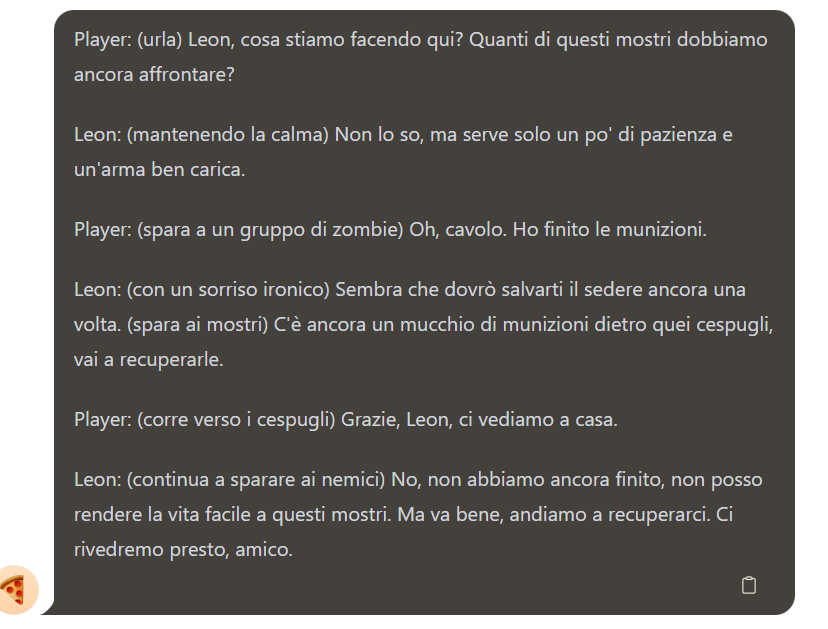 Player: (urla) Leon, cosa stiamo facendo qui? Quanti di questi mostri dobbiamo
ancora affrontare?
Leon: (mantenendo la calma) Non lo so, ma serve solo un po' di pazienza e
un'arma ben carica.
Player: (spara a un gruppo di zombie) Oh, cavolo. Ho finito le munizioni.
Leon: (con un sorriso ironico) Sembra che dovrò salvarti il sedere ancora una
volta. (spara ai mostri) C'è ancora un mucchio di munizioni dietro quei cespugli,
vai a recuperarle.
Player: (corre verso i cespugli) Grazie, Leon, ci vediamo a casa.
Leon: (continua a sparare ai nemici) No, non abbiamo ancora finito, non posso
rendere la vita facile a questi mostri. Ma va bene, andiamo a recuperarci. Ci
rivedremo presto, amico.